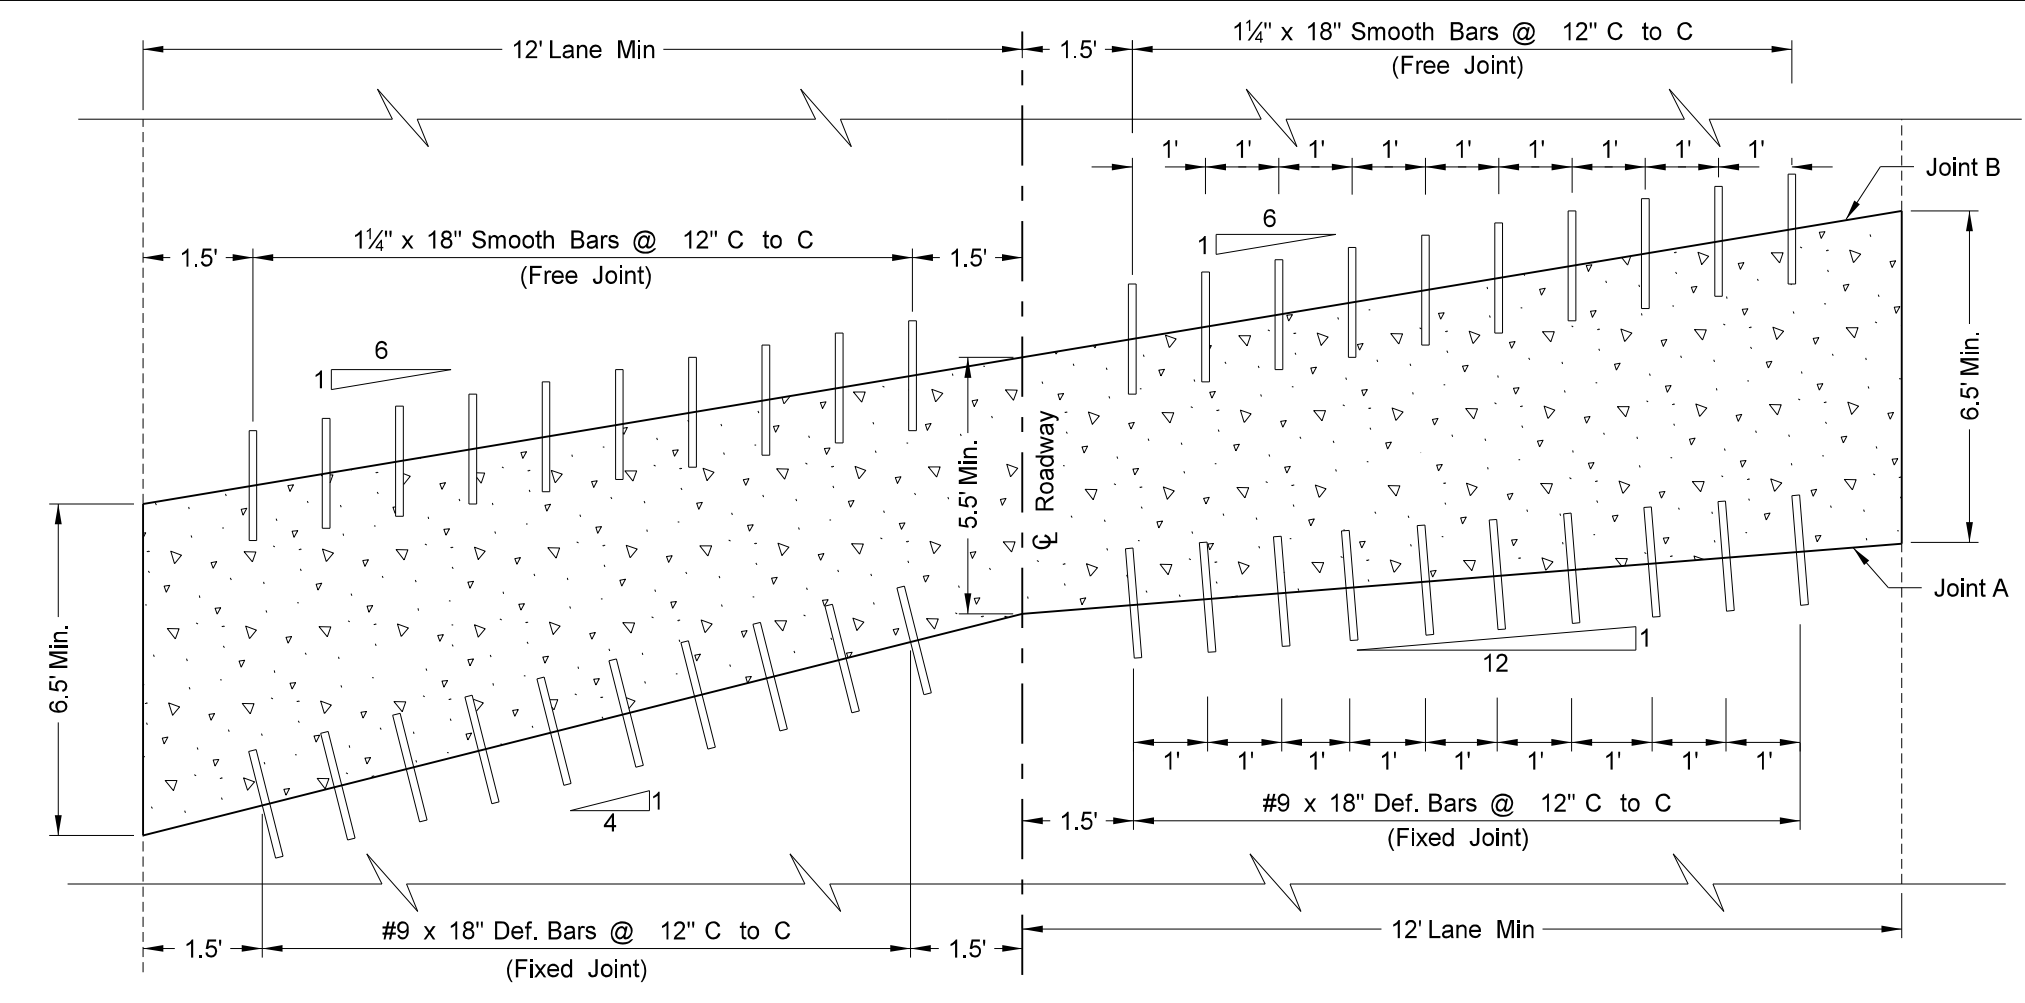 12' Lane Min
1.5'
1¼" x 18" Smooth Bars @ 12" C to C
(Free Joint)
1' 1' 1' 1' 1' 1' 1' 1' 1'
Joint B
6
1
1.5'
1¼" x 18" Smooth Bars @ 12" C to C
(Free Joint)
1.5'
6
1
6.5' Min.
5.5' Min.
℄ Roadway
6.5' Min.
Joint A
1
12
1
4
1' 1' 1' 1' 1' 1' 1' 1' 1'
1.5'
#9 x 18" Def. Bars @ 12" C to C
(Fixed Joint)
1.5'
#9 x 18" Def. Bars @ 12" C to C
(Fixed Joint)
1.5'
12' Lane Min